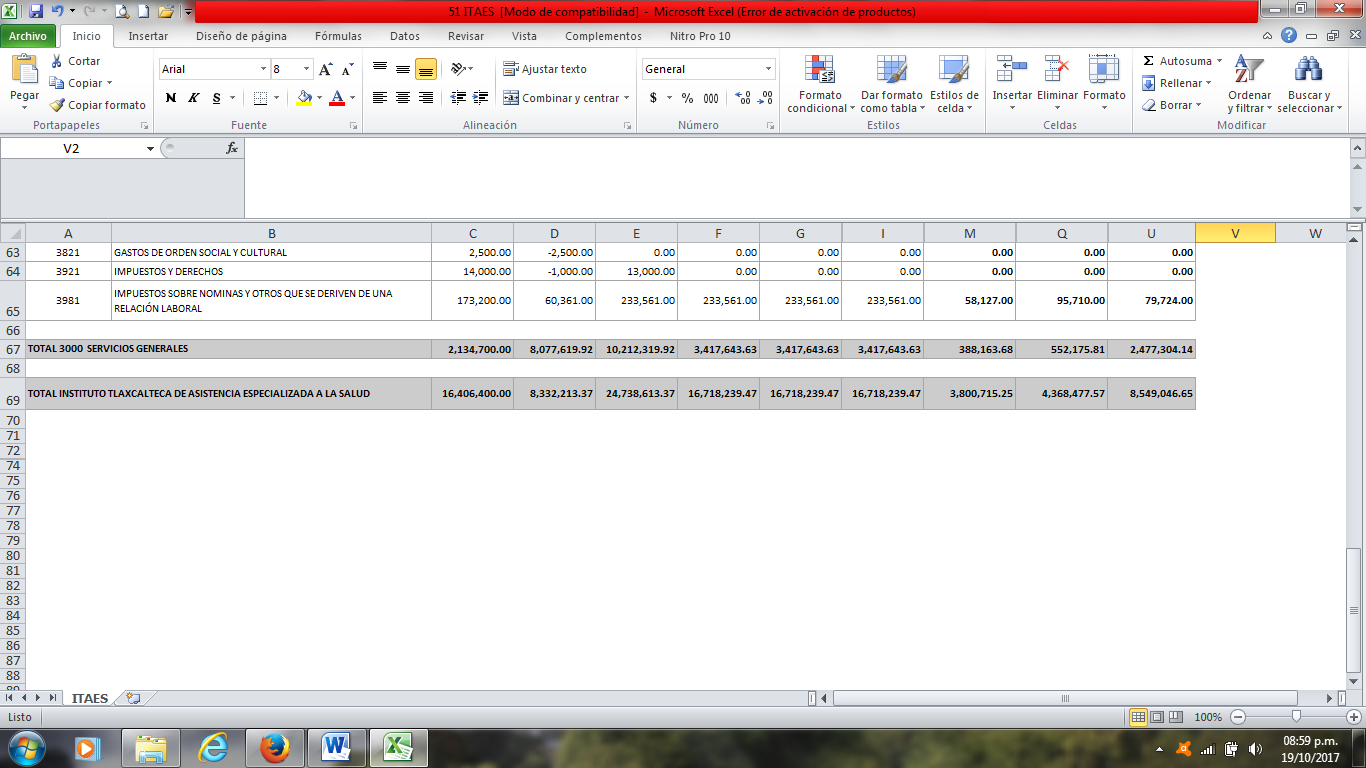 51 ITAES [Modo de compatibilidad] - Microsoft Excel (Error de activación de productos)
Archivo Inicio Insertar Diseño de página Fórmulas Datos Revisar Vista Complementos Nitro Pro 10
Pegar
Cortar
Copiar
Copiar formato
Portapapeles
Arial 8
N K S
Fuente
Ajustar texto
Combinar y centrar
Alineación
General
$ % 000
Número
Formato condicional
Dar formato como tabla
Estilos de celda
Estilos
Insertar Eliminar Formato
Celdas
Autosuma
Rellenar
Borrar
Ordenar y filtrar
Buscar y seleccionar
Modificar
V2 fx
A B C D E F G I M Q U V W
63 3821 GASTOS DE ORDEN SOCIAL Y CULTURAL 2,500.00 -2,500.00 0.00 0.00 0.00 0.00 0.00 0.00 0.00
64 3921 IMPUESTOS Y DERECHOS 14,000.00 -1,000.00 13,000.00 0.00 0.00 0.00 0.00 0.00 0.00
65 3981 IMPUESTOS SOBRE NOMINAS Y OTROS QUE SE DERIVEN DE UNA
RELACIÓN LABORAL 173,200.00 60,361.00 233,561.00 233,561.00 233,561.00 233,561.00 58,127.00 95,710.00 79,724.00
66
67 TOTAL 3000 SERVICIOS GENERALES 2,134,700.00 8,077,619.92 10,212,319.92 3,417,643.63 3,417,643.63 3,417,643.63 388,163.68 552,175.81 2,477,304.14
68
69 TOTAL INSTITUTO TLAXCALTECA DE ASISTENCIA ESPECIALIZADA A LA SALUD 16,406,400.00 8,332,213.37 24,738,613.37 16,718,239.47 16,718,239.47 16,718,239.47 3,800,715.25 4,368,477.57 8,549,046.65
70
71
72
74
75
76
77
78
79
80
81
82
83
84
85
86
87
88
89
ITAES
Listo 100%
08:59 p.m.
19/10/2017